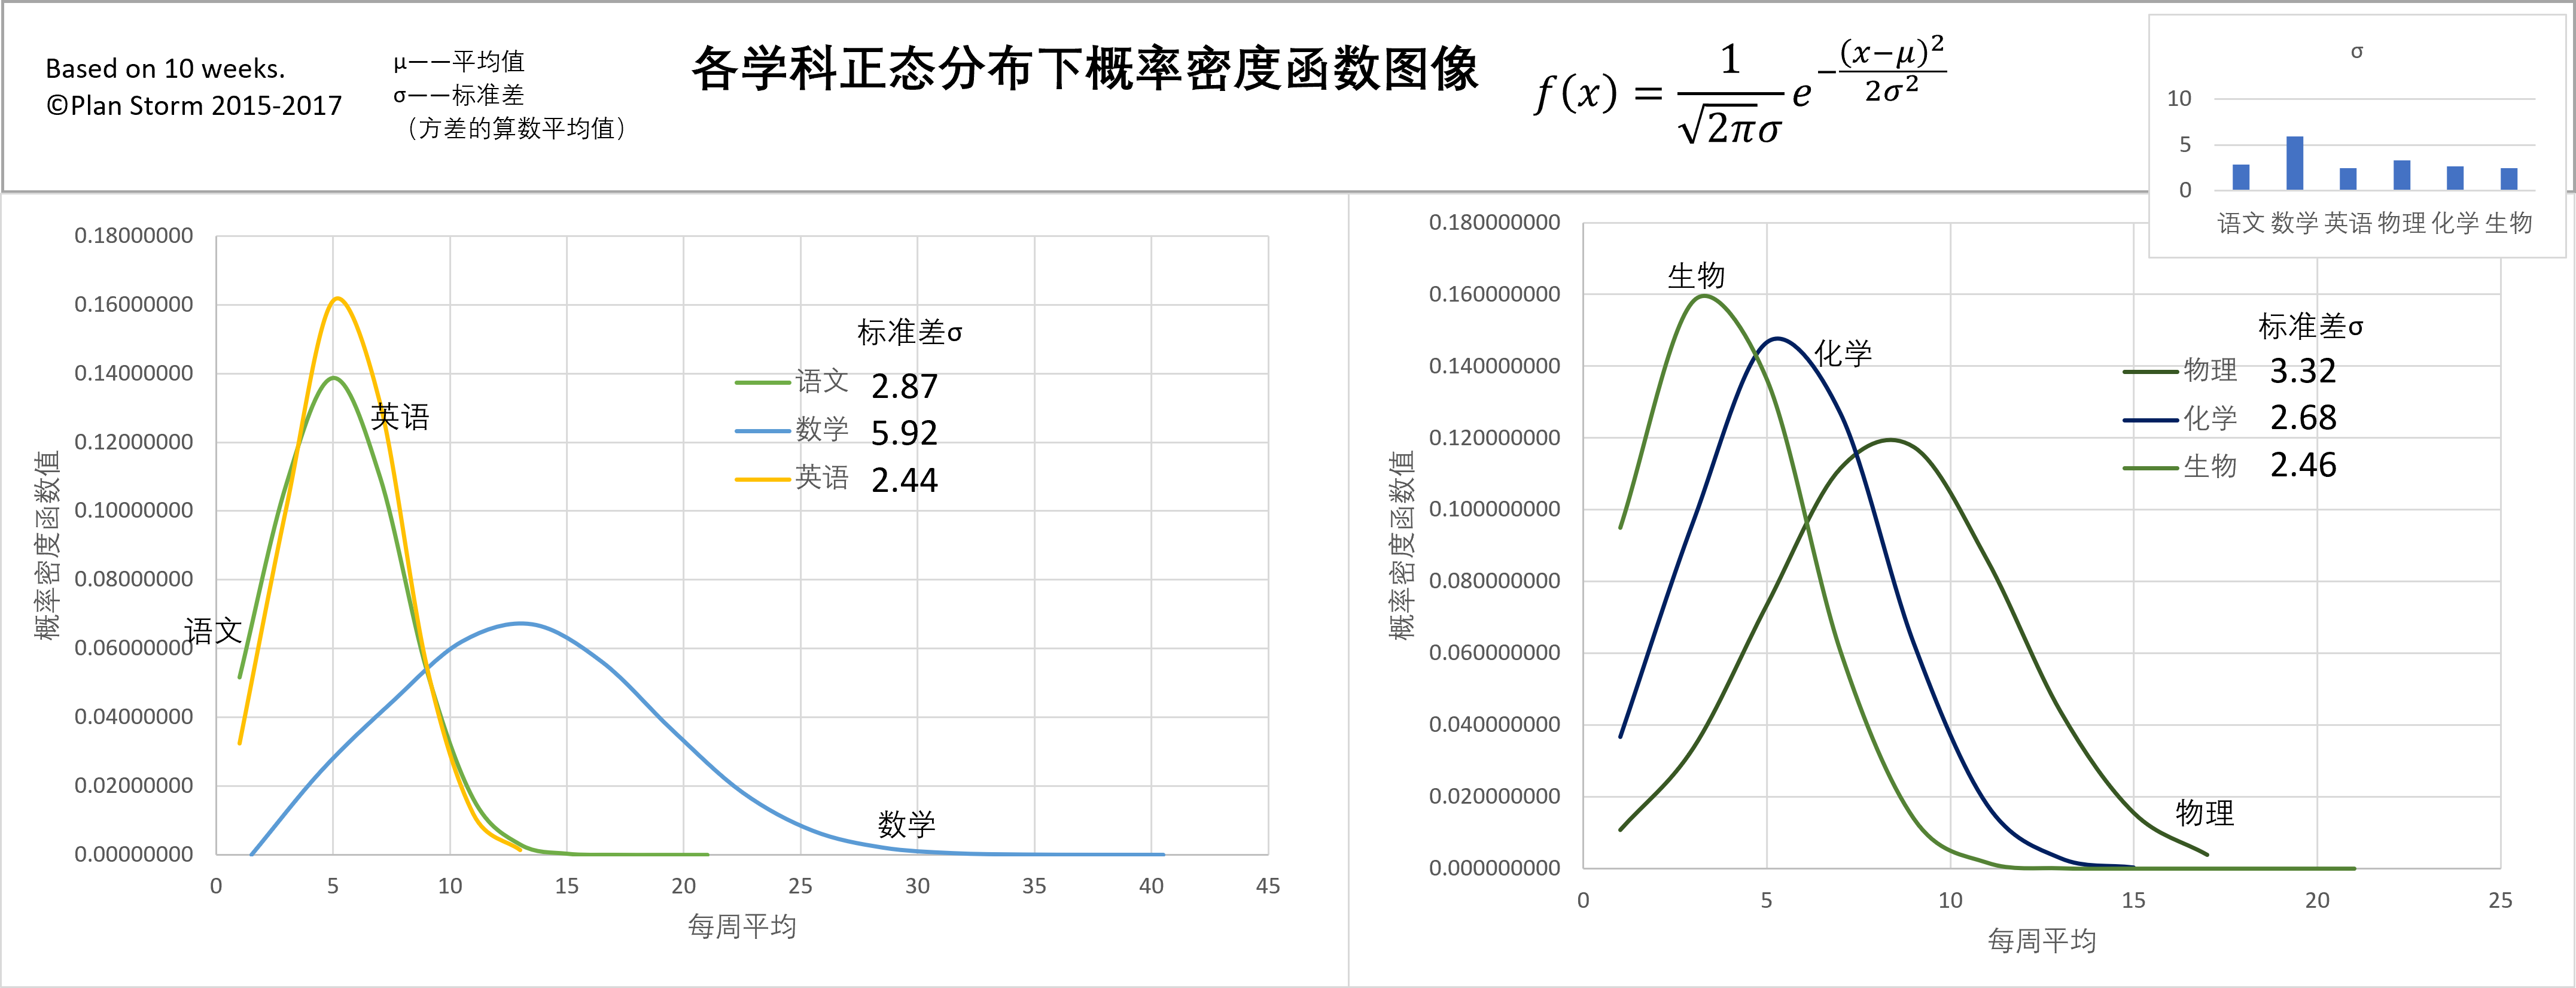 Based on 10 weeks.
©Plan Storm 2015-2017
μ——平均值
σ——标准差
（方差的算数平均值）
各学科正态分布下概率密度函数图像
f(x) = \frac{1}{\sqrt{2π}σ} e^{-\frac{(x-μ)^2}{2σ^2}}
σ
10
5
0
语文 数学 英语 物理 化学 生物
0.18000000
0.16000000
0.14000000
0.12000000
0.10000000
0.08000000
0.06000000
0.04000000
0.02000000
0.00000000
概率密度函数值
0 5 10 15 20 25 30 35 40 45
每周平均
英语
语文
数学
标准差σ
语文 2.87
数学 5.92
英语 2.44
0.180000000
0.160000000
0.140000000
0.120000000
0.100000000
0.080000000
0.060000000
0.040000000
0.020000000
0.000000000
概率密度函数值
0 5 10 15 20 25
每周平均
生物
化学
物理
标准差σ
物理 3.32
化学 2.68
生物 2.46